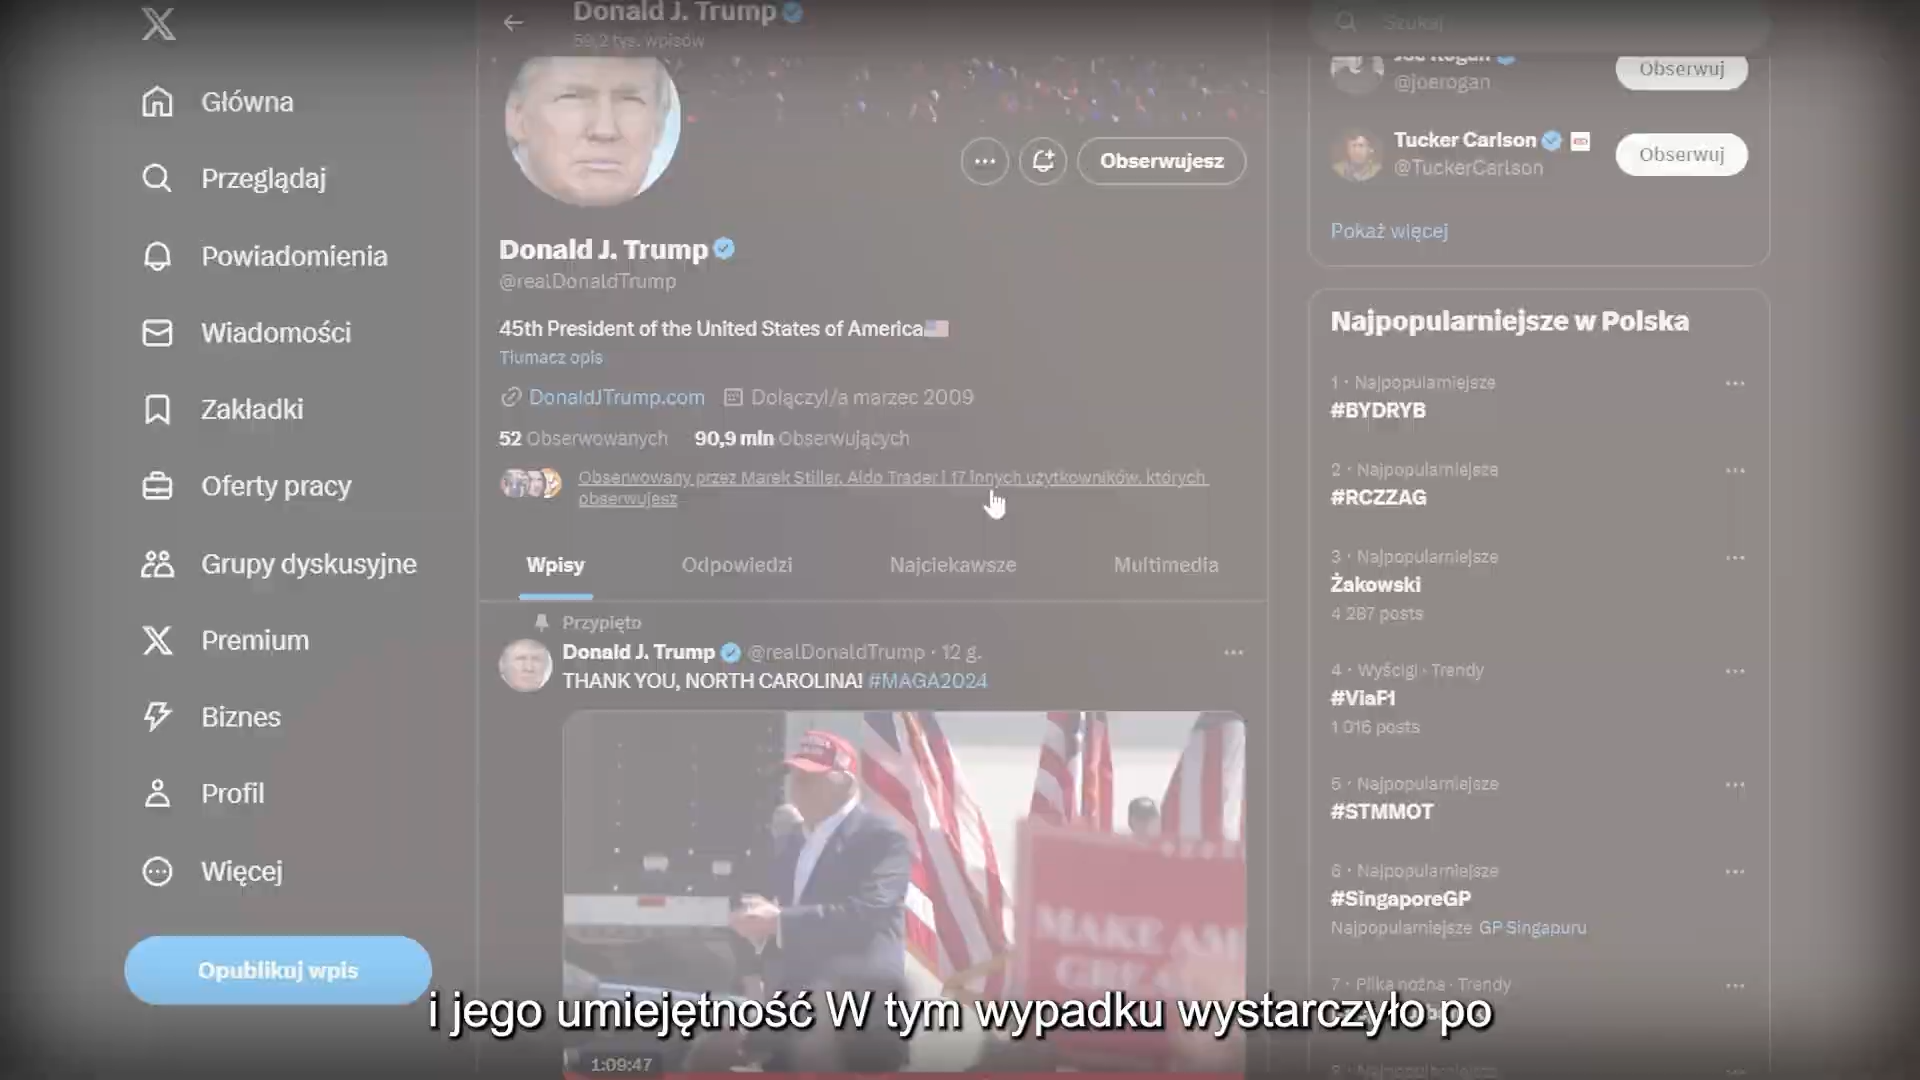 Główna
Przeglądaj
Powiadomienia
Wiadomości
Zakładki
Oferty pracy
Grupy dyskusyjne
Premium
Biznes
Profil
Więcej
Opublikuj wpis
Donald J. Trump
59,2 tys. wpisów
Obserwujesz
Donald J. Trump
@realDonaldTrump
45th President of the United States of America
Tłumacz opis
DonaldJTrump.com Dołączył/a marzec 2009
52 Obserwowanych 90,9 mln Obserwujących
Obserwowany przez Marek Stiller, Aldo Trader i 17 innych użytkowników, których
obserwujesz
Wpisy Odpowiedzi Najciekawsze Multimedia
Przypięto
Donald J. Trump @realDonaldTrump · 12 g.
THANK YOU, NORTH CAROLINA! #MAGA2024
MAKE AM
GREA
1:09:47
Szukaj
Joe Rogan
@joerogan
Obserwuj
Tucker Carlson
@TuckerCarlson
Obserwuj
Pokaż więcej
Najpopularniejsze w Polska
1 · Najpopularniejsze
#BYDRYB
2 · Najpopularniejsze
#RCZZAG
3 · Najpopularniejsze
Żakowski
4 287 posts
4 · Wyścigi · Trendy
#ViaF1
1 016 posts
5 · Najpopularniejsze
#STMMOT
6 · Najpopularniejsze
#SingaporeGP
Najpopularniejsze GP Singapuru
7 · Piłka nożna · Trendy
i jego umiejętność W tym wypadku wystarczyło po